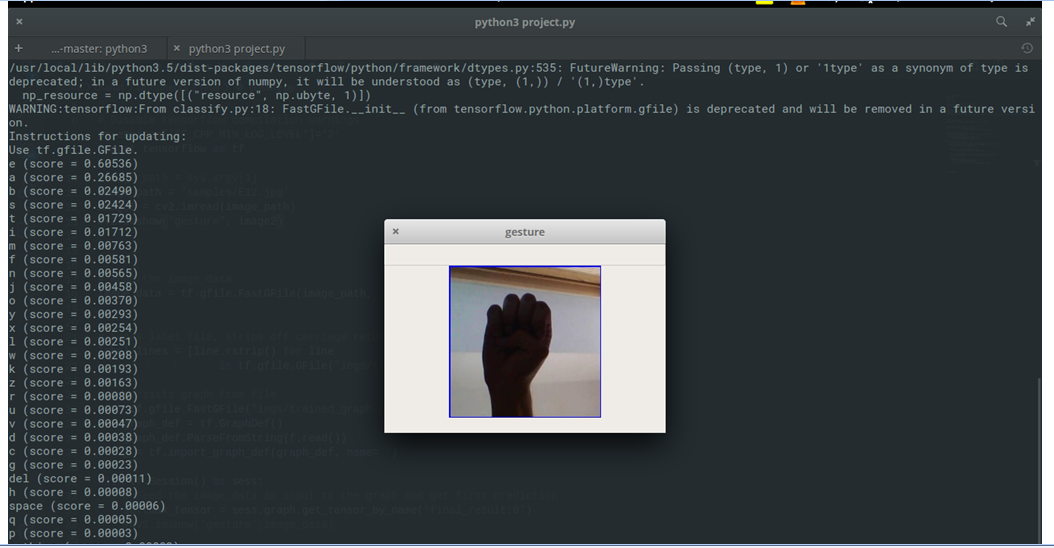 python3 project.py
...-master: python3
python3 project.py
/usr/local/lib/python3.5/dist-packages/tensorflow/python/framework/dtypes.py:535: FutureWarning: Passing (type, 1) or '1type' as a synonym of type is
deprecated; in a future version of numpy, it will be understood as (type, (1,)) / '(1,)type'.
np_resource = np.dtype([("resource", np.ubyte, 1)])
WARNING:tensorflow:From classify.py:18: FastGFile.__init__ (from tensorflow.python.platform.gfile) is deprecated and will be removed in a future versi
on.
Instructions for updating:
Use tf.gfile.GFile.
e (score = 0.60536)
a (score = 0.26685)
b (score = 0.02490)
s (score = 0.02424)
t (score = 0.01729)
i (score = 0.01712)
m (score = 0.00763)
f (score = 0.00581)
n (score = 0.00565)
j (score = 0.00458)
o (score = 0.00370)
y (score = 0.00293)
x (score = 0.00254)
l (score = 0.00251)
w (score = 0.00208)
k (score = 0.00193)
z (score = 0.00163)
r (score = 0.00080)
u (score = 0.00073)
v (score = 0.00047)
d (score = 0.00038)
c (score = 0.00028)
g (score = 0.00023)
del (score = 0.00011)
h (score = 0.00008)
space (score = 0.00006)
q (score = 0.00005)
p (score = 0.00003)
gesture